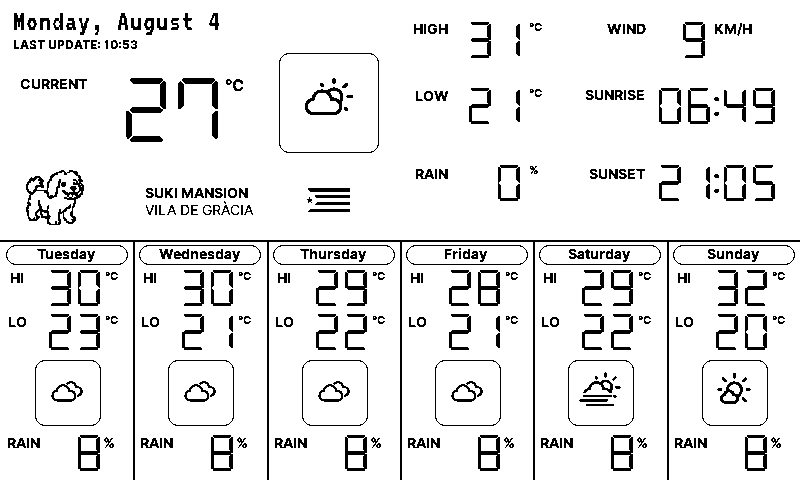 Monday, August 4
LAST UPDATE: 10:53
CURRENT 27 °C
HIGH 31 °C
WIND 9 KM/H
LOW 21 °C
SUNRISE 06:49
RAIN 0 %
SUNSET 21:05
SUKI MANSION
VILA DE GRÀCIA
Tuesday Wednesday Thursday Friday Saturday Sunday
HI 30 °C HI 30 °C HI 29 °C HI 28 °C HI 29 °C HI 32 °C
LO 23 °C LO 21 °C LO 22 °C LO 21 °C LO 22 °C LO 20 °C
RAIN 8 % RAIN 8 % RAIN 8 % RAIN 8 % RAIN 8 % RAIN 8 %